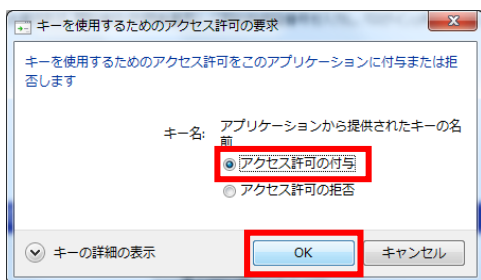 キーを使用するためのアクセス許可の要求
キーを使用するためのアクセス許可をこのアプリケーションに付与または拒
否します
キー名: アプリケーションから提供されたキーの名
前
アクセス許可の付与
アクセス許可の拒否
キーの詳細の表示 OK キャンセル